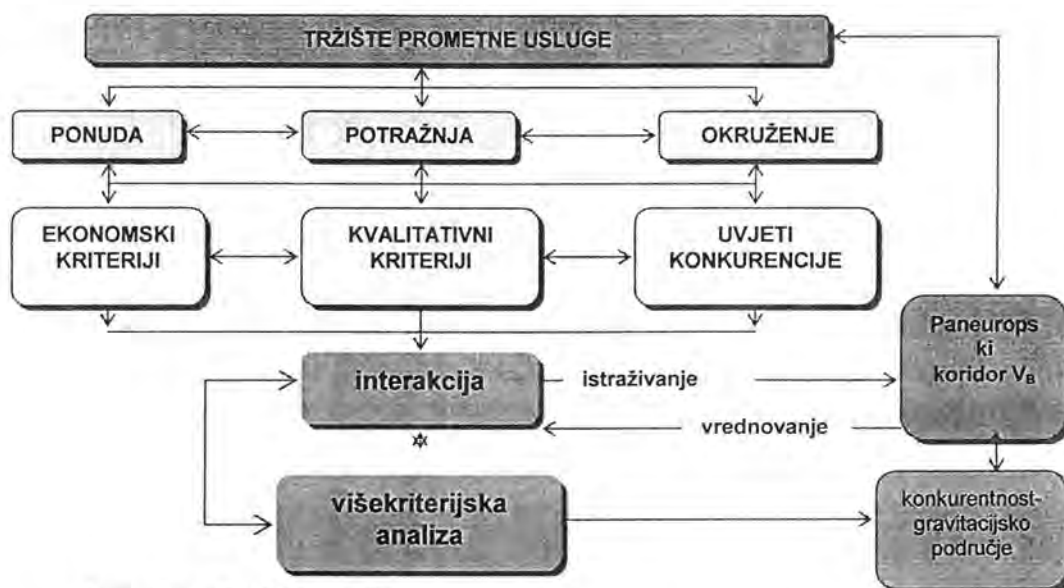 TRŽIŠTE PROMETNE USLUGE
PONUDA
POTRAŽNJA
OKRUŽENJE
EKONOMSKI
KRITERIJI
KVALITATIVNI
KRITERIJI
UVJETI
KONKURENCIJE
Paneurops
ki
koridor V_B
interakcija
istraživanje
vrednovanje
višekriterijska
analiza
konkurentnost-
gravitacijsko
područje